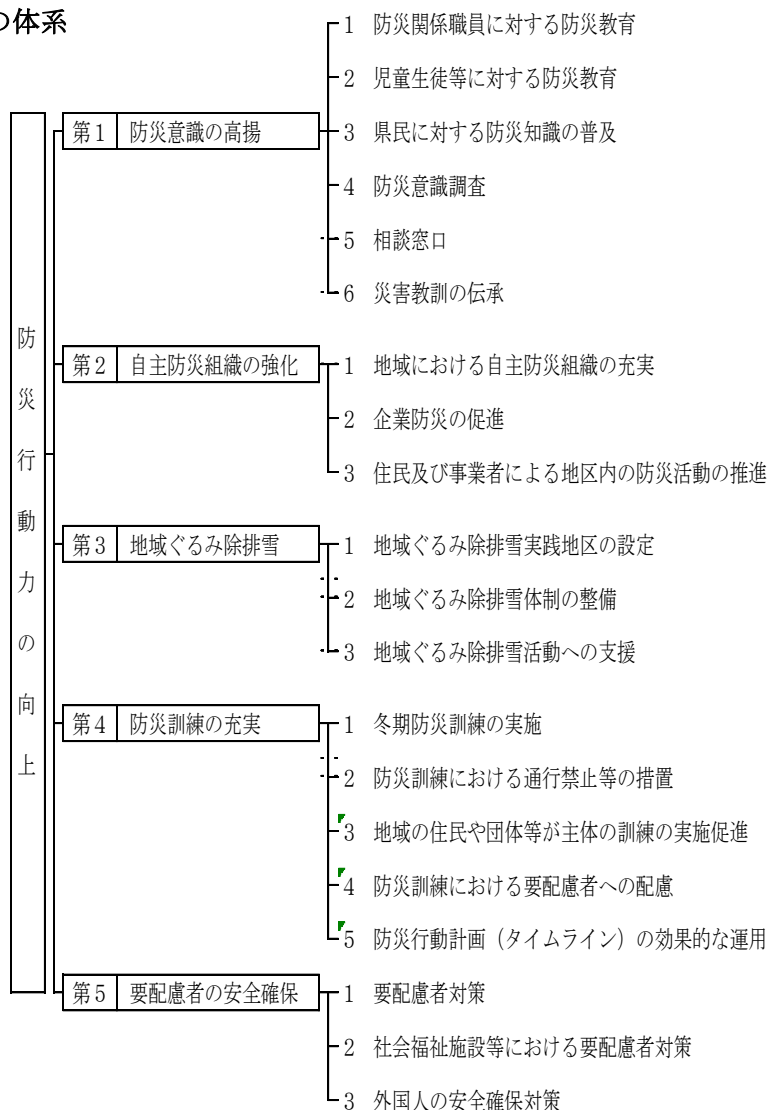 の体系
防災行動力の向上
第1 防災意識の高揚
1 防災関係職員に対する防災教育
2 児童生徒等に対する防災教育
3 県民に対する防災知識の普及
4 防災意識調査
5 相談窓口
6 災害教訓の伝承
第2 自主防災組織の強化
1 地域における自主防災組織の充実
2 企業防災の促進
3 住民及び事業者による地区内の防災活動の推進
第3 地域ぐるみ除排雪
1 地域ぐるみ除排雪実践地区の設定
2 地域ぐるみ除排雪体制の整備
3 地域ぐるみ除排雪活動への支援
第4 防災訓練の充実
1 冬期防災訓練の実施
2 防災訓練における通行禁止等の措置
3 地域の住民や団体等が主体の訓練の実施促進
4 防災訓練における要配慮者への配慮
5 防災行動計画（タイムライン）の効果的な運用
第5 要配慮者の安全確保
1 要配慮者対策
2 社会福祉施設等における要配慮者対策
3 外国人の安全確保対策